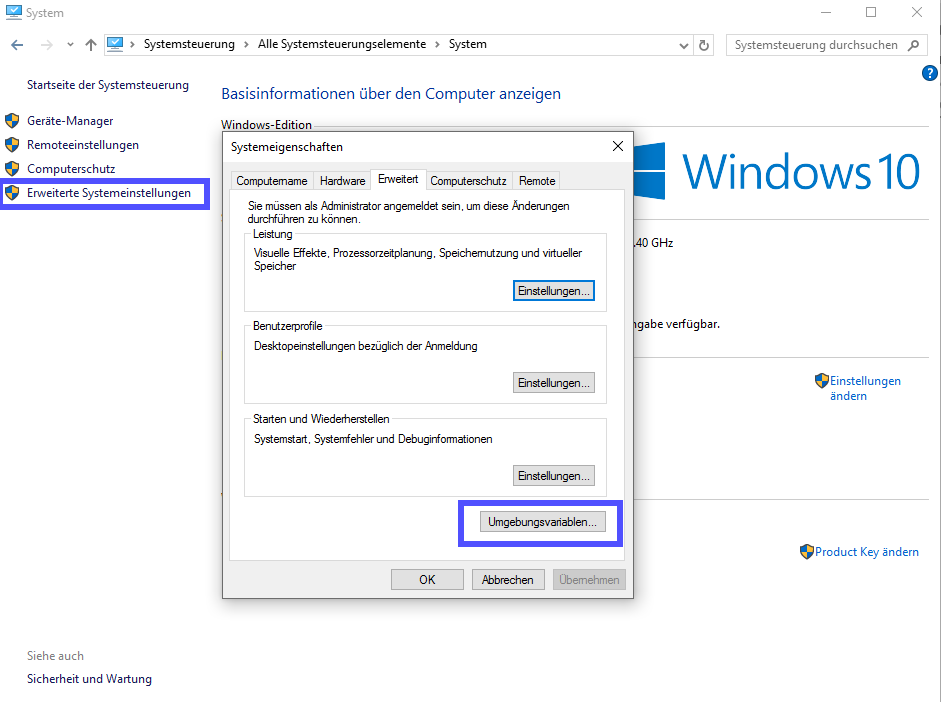 System
Systemsteuerung > Alle Systemsteuerungselemente > System
Systemsteuerung durchsuchen
?
Startseite der Systemsteuerung
Geräte-Manager
Remoteeinstellungen
Computerschutz
Erweiterte Systemeinstellungen
Siehe auch
Sicherheit und Wartung
Basisinformationen über den Computer anzeigen
Windows-Edition
Windows 10
.40 GHz
ngabe verfügbar.
Einstellungen
ändern
Product Key ändern
Systemeigenschaften
Computername
Hardware
Erweitert
Computerschutz
Remote
Sie müssen als Administrator angemeldet sein, um diese Änderungen
durchführen zu können.
Leistung
Visuelle Effekte, Prozessorzeitplanung, Speichernutzung und virtueller
Speicher
Einstellungen...
Benutzerprofile
Desktopeinstellungen bezüglich der Anmeldung
Einstellungen...
Starten und Wiederherstellen
Systemstart, Systemfehler und Debuginformationen
Einstellungen...
Umgebungsvariablen...
OK
Abbrechen
Übernehmen